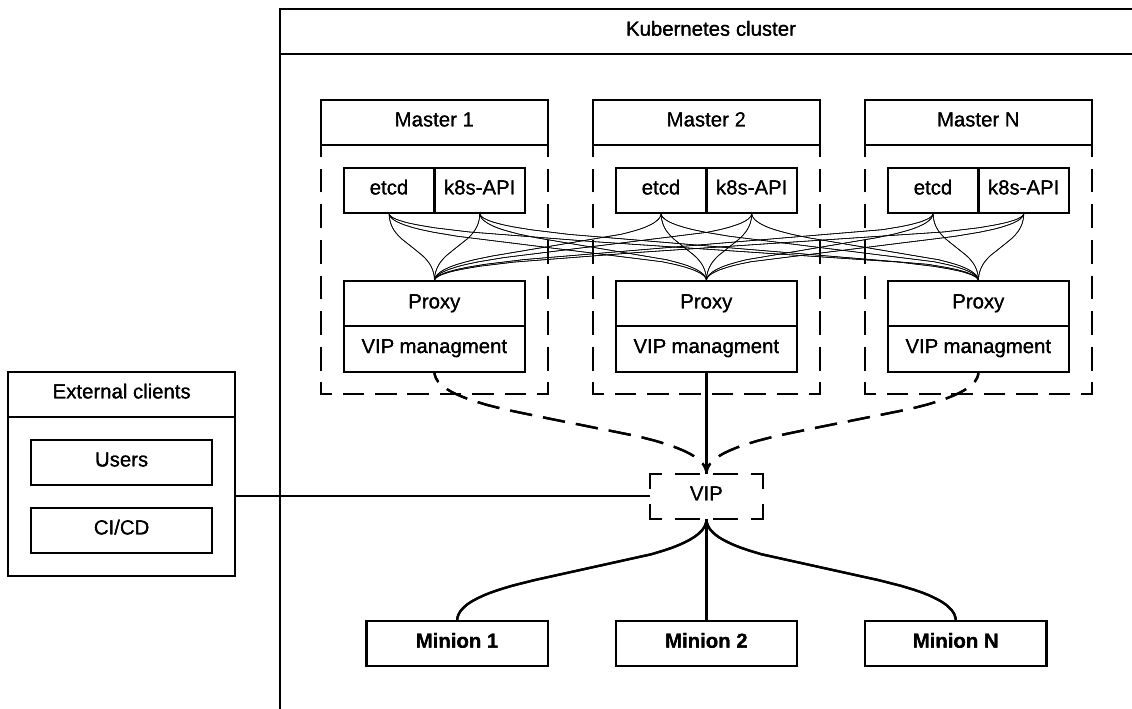 Kubernetes cluster
Master 1
Master 2
Master N
etcd
k8s-API
etcd
k8s-API
etcd
k8s-API
Proxy
Proxy
Proxy
VIP managment
VIP managment
VIP managment
External clients
Users
CI/CD
VIP
Minion 1
Minion 2
Minion N